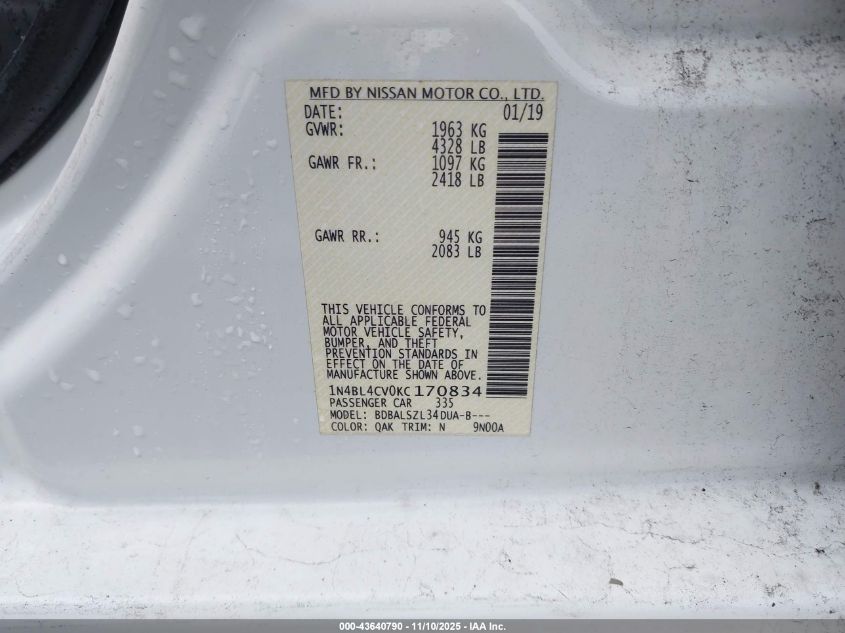 MFD BY NISSAN MOTOR CO., LTD.
DATE: 01/19
GVWR: 1963 KG
4328 LB
GAWR FR.: 1097 KG
2418 LB
GAWR RR.: 945 KG
2083 LB
THIS VEHICLE CONFORMS TO
ALL APPLICABLE FEDERAL
MOTOR VEHICLE SAFETY,
BUMPER, AND THEFT
PREVENTION STANDARDS IN
EFFECT ON THE DATE OF
MANUFACTURE SHOWN ABOVE.
1N4BL4CV0KC170834
PASSENGER CAR 335
MODEL: BDBALSZL34DUA-B---
COLOR: QAK TRIM: N 9N00A
000-43640790 - 11/10/2025 - IAA Inc.